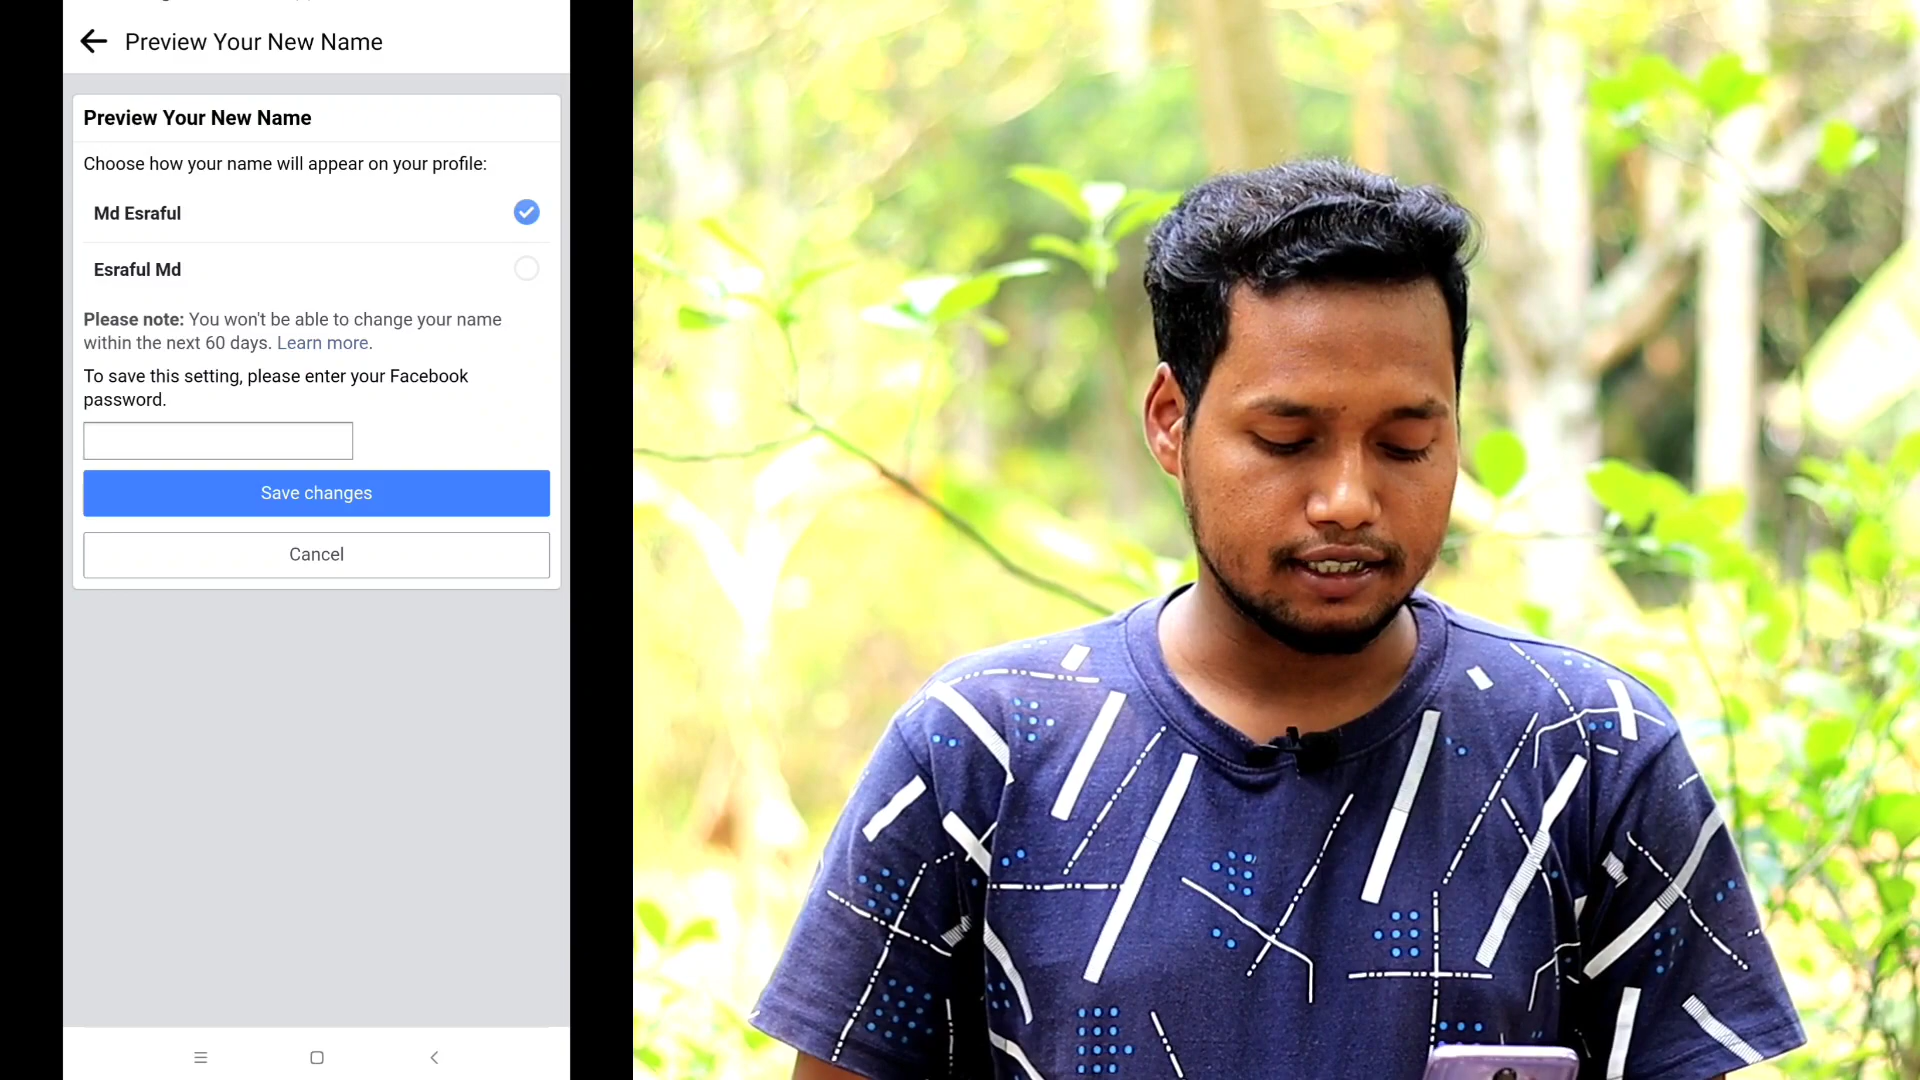 Preview Your New Name
Preview Your New Name
Choose how your name will appear on your profile:
Md Esraful
Esraful Md
Please note: You won't be able to change your name
within the next 60 days. Learn more.
To save this setting, please enter your Facebook
password.
Save changes
Cancel